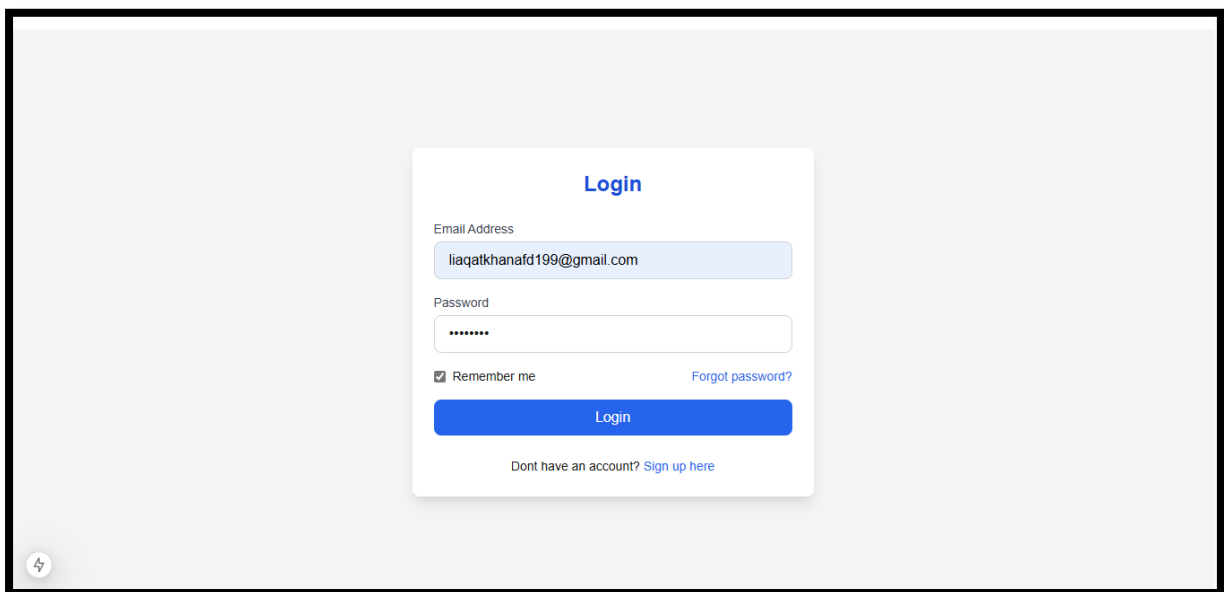 Login
Email Address
liaqatkhanafd199@gmail.com
Password
••••••••
Remember me
Forgot password?
Login
Dont have an account? Sign up here